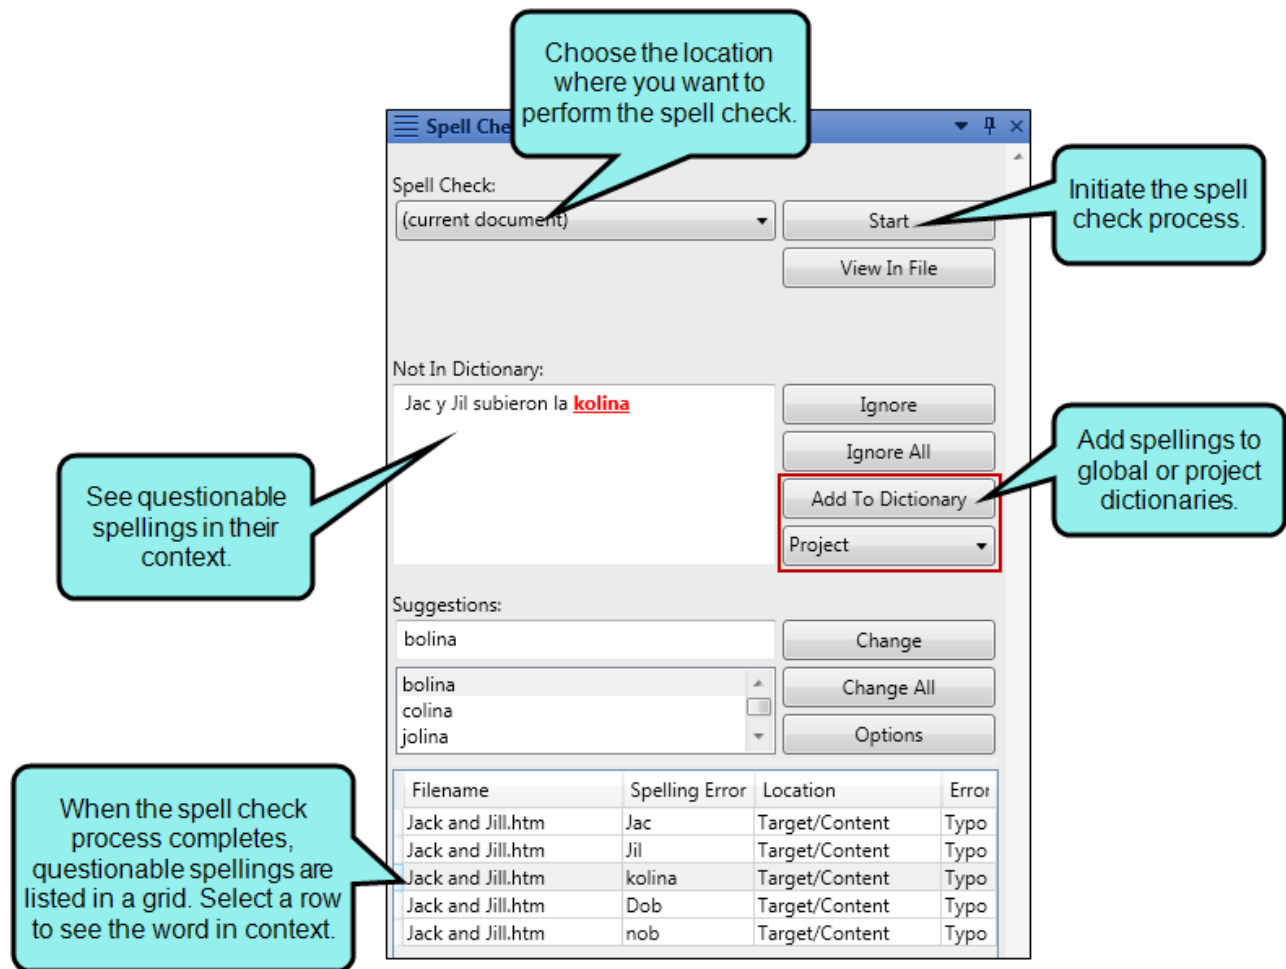 Choose the location
where you want to
perform the spell check.
Spell Che
Spell Check:
(current document)
Start
Initiate the spell
check process.
View In File
Not In Dictionary:
Jac y Jil subieron la kolina
Ignore
Ignore All
Add To Dictionary
Project
Add spellings to
global or project
dictionaries.
See questionable
spellings in their
context.
Suggestions:
bolina
Change
bolina
colina
jolina
Change All
Options
When the spell check
process completes,
questionable spellings are
listed in a grid. Select a row
to see the word in context.
Filename Spelling Error Location Error
Jack and Jill.htm Jac Target/Content Typo
Jack and Jill.htm Jil Target/Content Typo
Jack and Jill.htm kolina Target/Content Typo
Jack and Jill.htm Dob Target/Content Typo
Jack and Jill.htm nob Target/Content Typo